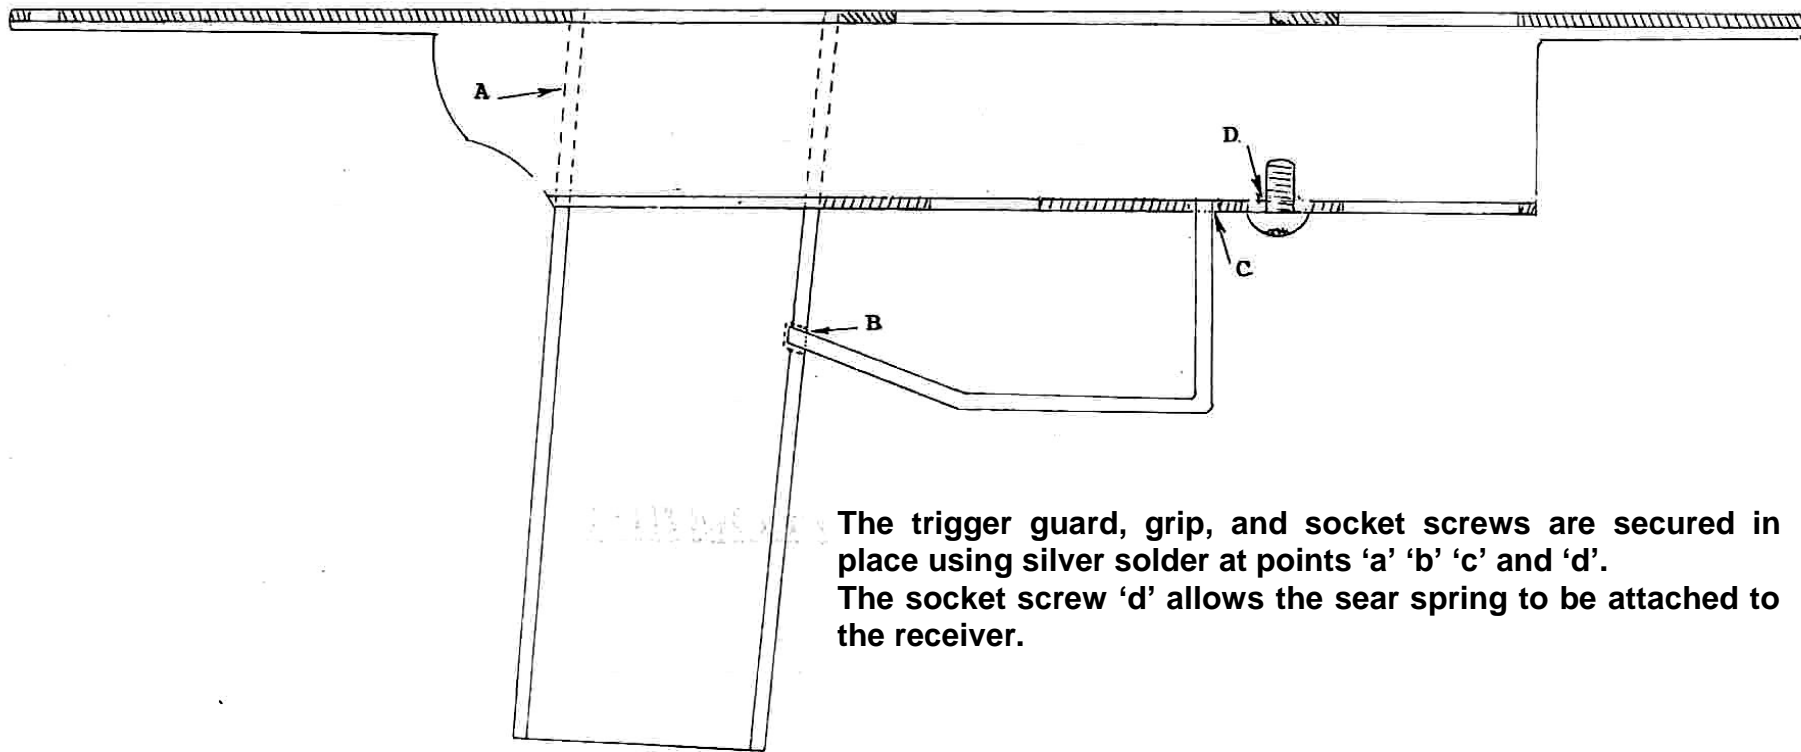 A
D.
B
C
The trigger guard, grip, and socket screws are secured in
place using silver solder at points ‘a’ ‘b’ ‘c’ and ‘d’.
The socket screw ‘d’ allows the sear spring to be attached to
the receiver.